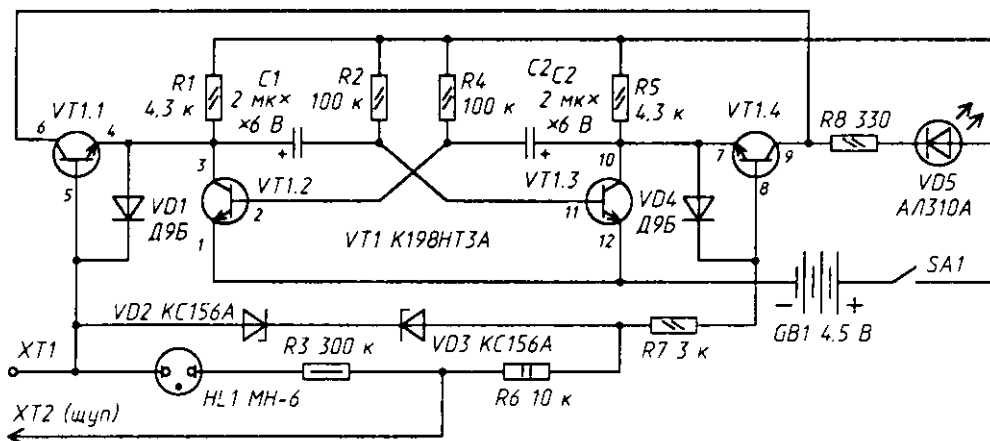 R1
4,3 к
C1
2 мк×
×6 В
R2
100 к
R4
100 к
C2
C2
2 мк×
×6 В
R5
4,3 к
VT1.1
VT1.4
R8 330
6
4
5
3
2
1
VT1.2
10
11
12
VT1.3
7
9
8
VD1
Д9Б
VD4
Д9Б
VD5
АЛ310А
VT1 К198НТ3А
SA1
- +
GB1 4.5 В
VD2 КС156А
VD3 КС156А
R7 3 к
XT1
R3 300 к
HL1 МН-6
R6 10 к
XT2 (щуп)
+
+